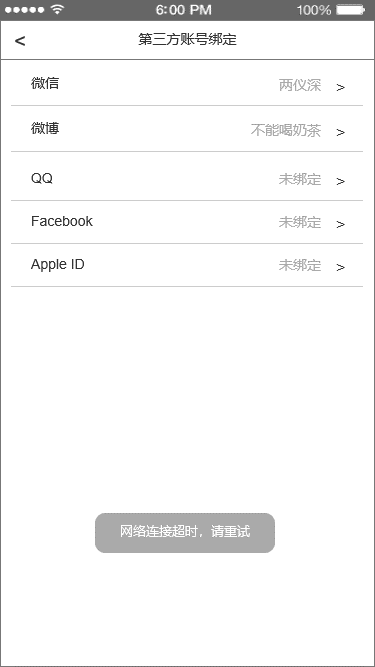 6:00 PM 100%
< 第三方账号绑定
微信 两仪深 >
微博 不能喝奶茶 >
QQ 未绑定 >
Facebook 未绑定 >
Apple ID 未绑定 >
网络连接超时，请重试